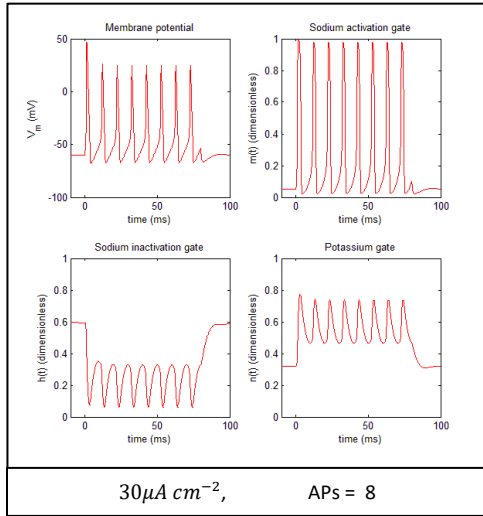 Membrane potential
50
0
-50
-100
V_m (mV)
0 50 100
time (ms)
Sodium activation gate
1
0.8
0.6
0.4
0.2
0
m(t) (dimensionless)
0 50 100
time (ms)
Sodium inactivation gate
1
0.8
0.6
0.4
0.2
0
h(t) (dimensionless)
0 50 100
time (ms)
Potassium gate
1
0.8
0.6
0.4
0.2
0
n(t) (dimensionless)
0 50 100
time (ms)
30μA cm⁻², APs = 8